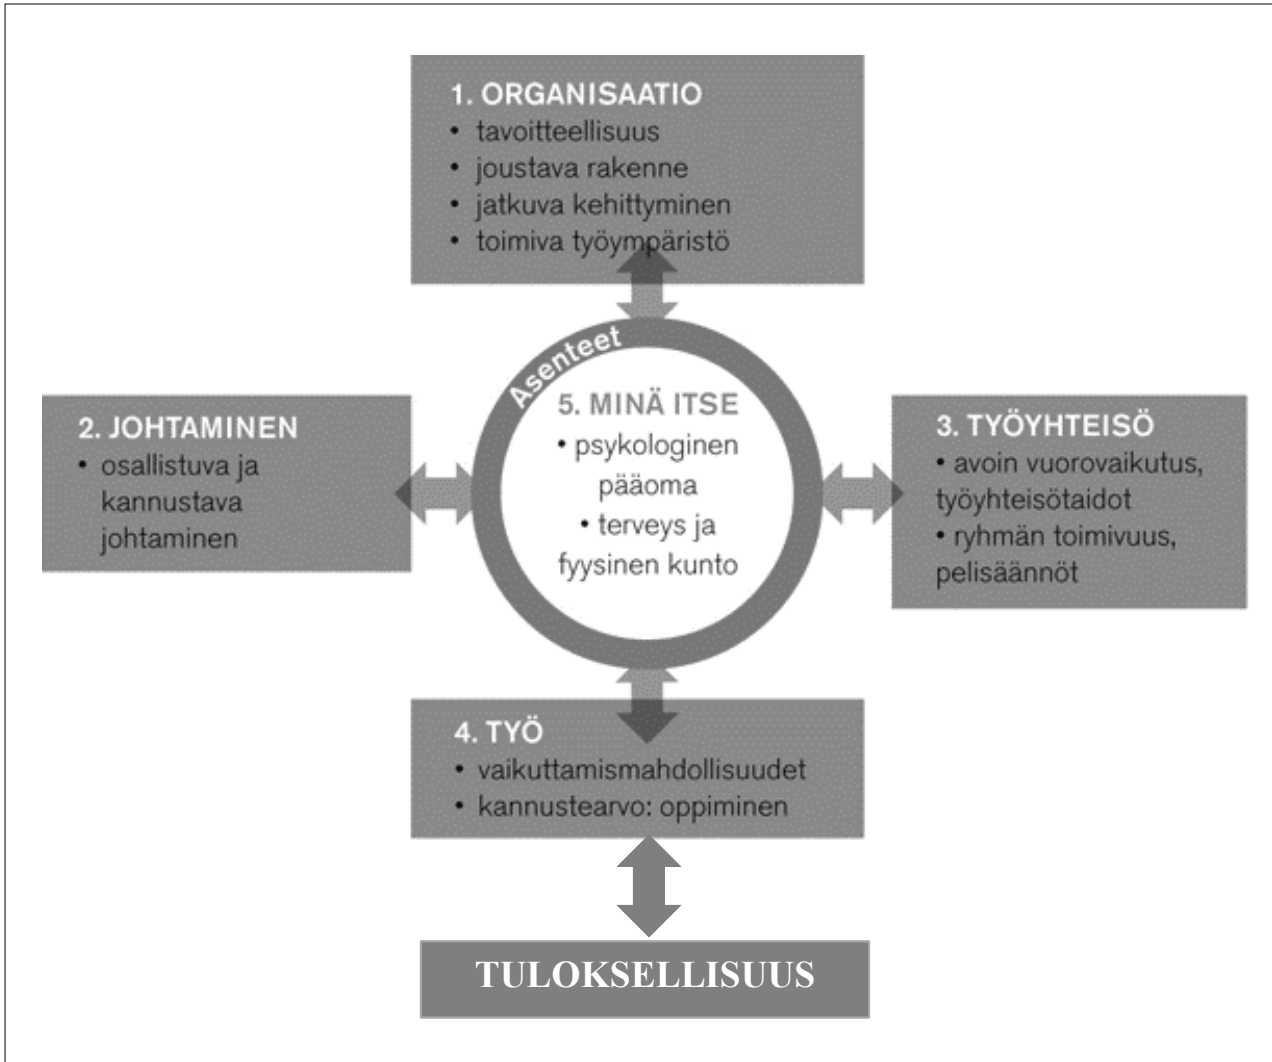 1. ORGANISAATIO
• tavoitteellisuus
• joustava rakenne
• jatkuva kehittyminen
• toimiva työympäristö
Asenteet
5. MINÄ ITSE
• psykologinen
pääoma
• terveys ja
fyysinen kunto
2. JOHTAMINEN
• osallistuva ja
kannustava
johtaminen
3. TYÖYHTEISÖ
• avoin vuorovaikutus,
työyhteisötaidot
• ryhmän toimivuus,
pelisäännöt
4. TYÖ
• vaikuttamismahdollisuudet
• kannustearvo: oppiminen
TULOKSELLISUUS